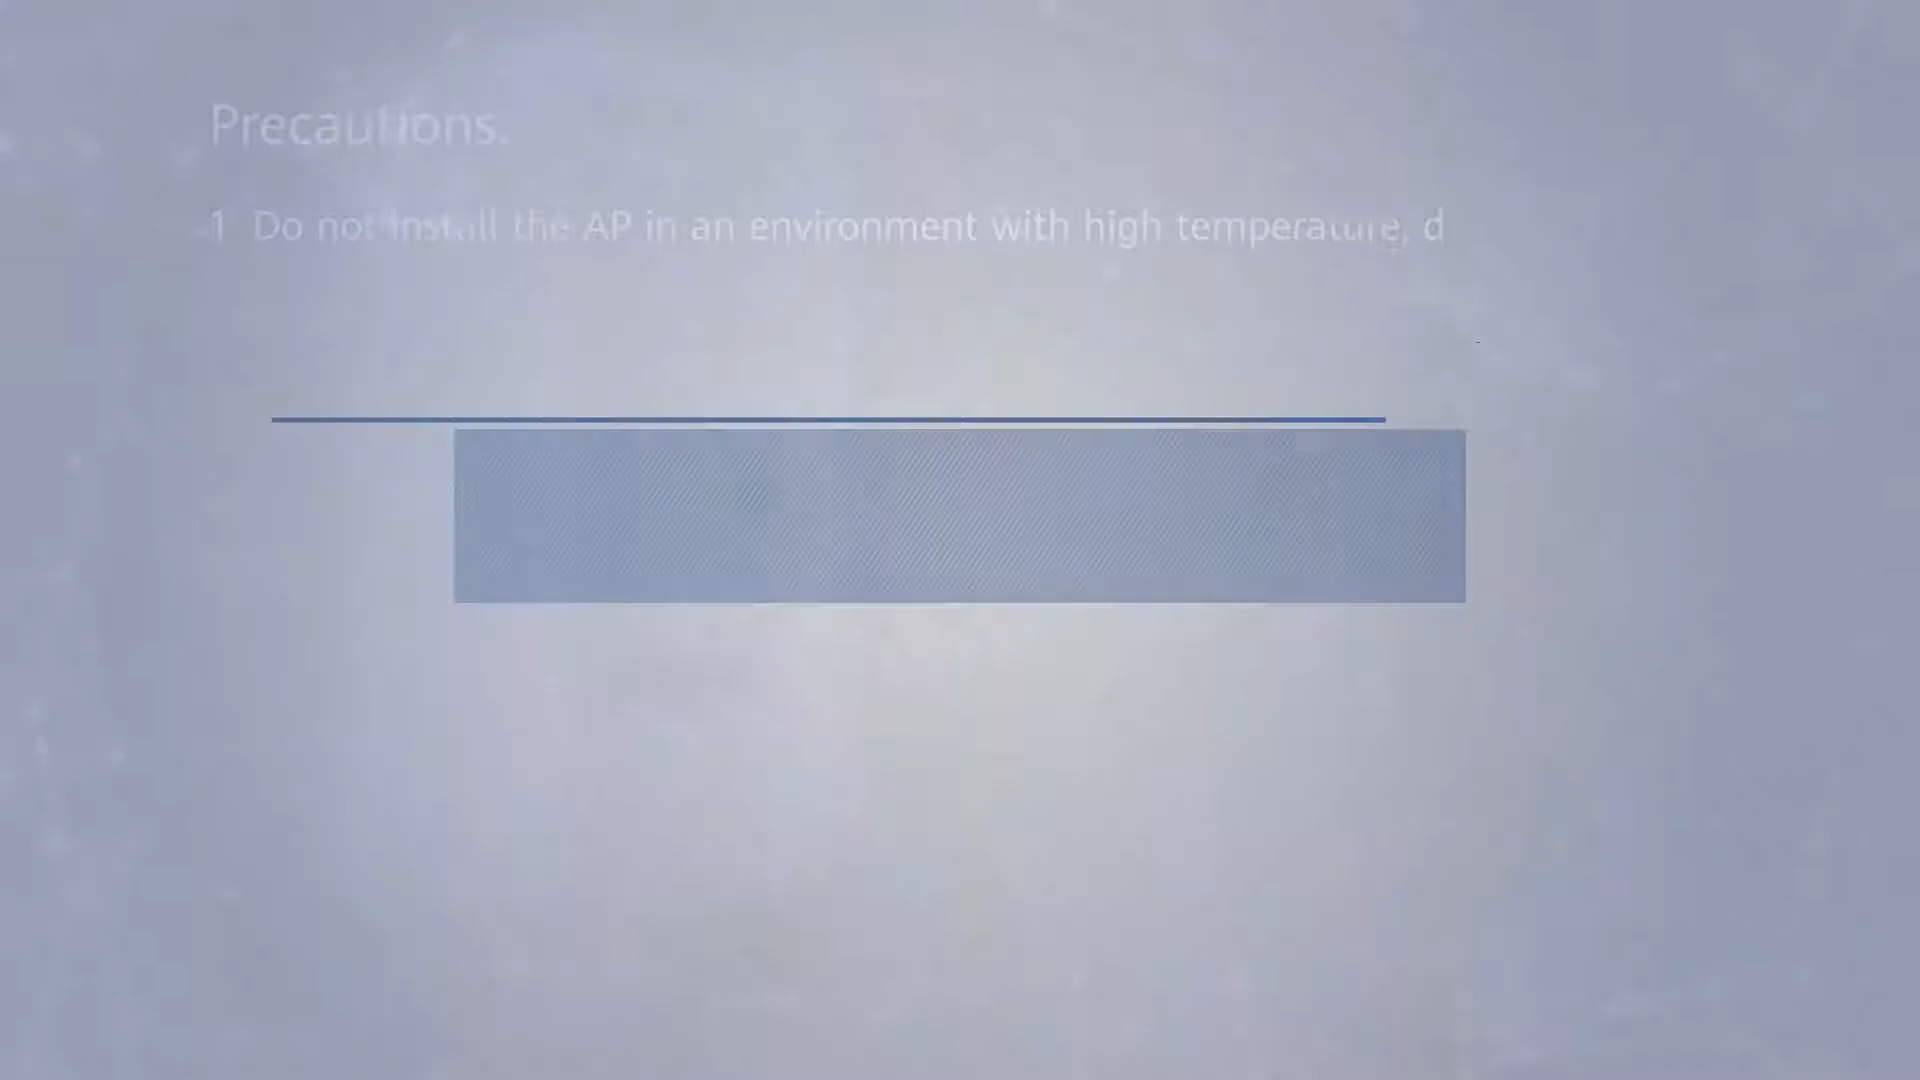 Precautions.
1 Do not install the AP in an environment with high temperature, d